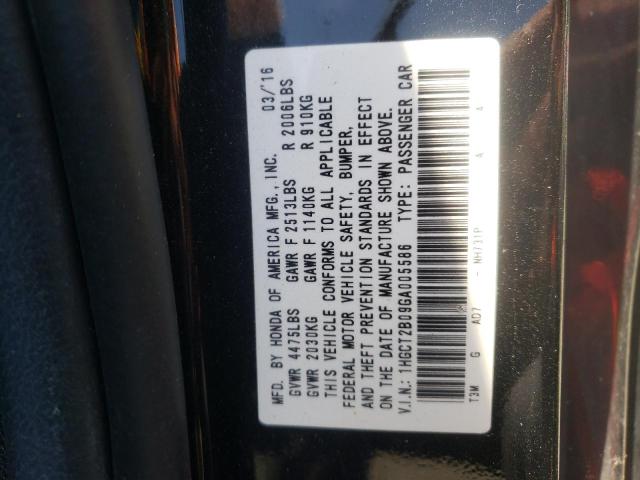 MFD. BY HONDA OF AMERICA MFG., INC. 03/'16
GVWR 4475LBS GAWR F 2513LBS R 2006LBS
GVWR 2030KG GAWR F 1140KG R 910KG
THIS VEHICLE CONFORMS TO ALL APPLICABLE
FEDERAL MOTOR VEHICLE SAFETY, BUMPER,
AND THEFT PREVENTION STANDARDS IN EFFECT
ON THE DATE OF MANUFACTURE SHOWN ABOVE.
V.I.N.: 1HGCT2B09GA005586 TYPE: PASSENGER CAR
T3M G AD7 - NH731P A A